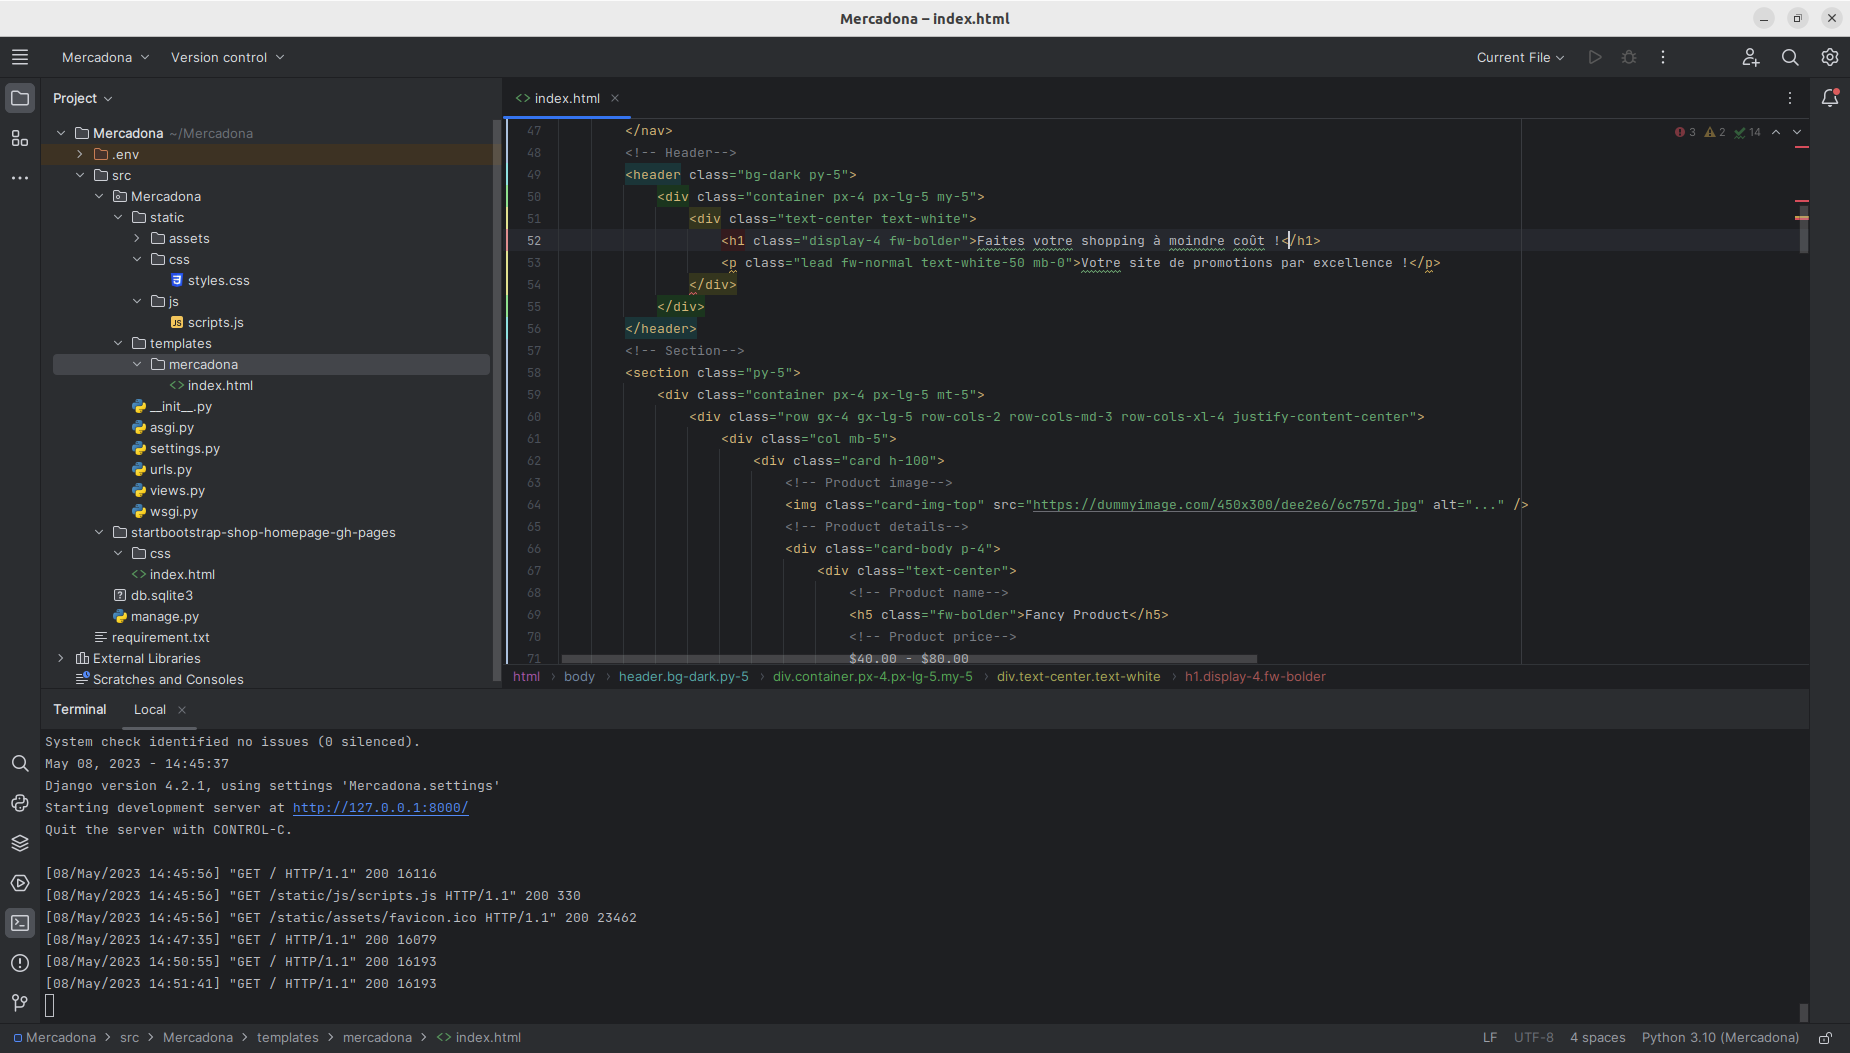 Mercadona – index.html
Mercadona
Version control
Current File
Project
index.html
Mercadona ~/Mercadona
.env
src
Mercadona
static
assets
css
styles.css
js
scripts.js
templates
mercadona
index.html
__init__.py
asgi.py
settings.py
urls.py
views.py
wsgi.py
startbootstrap-shop-homepage-gh-pages
css
index.html
db.sqlite3
manage.py
requirement.txt
External Libraries
Scratches and Consoles
3 2 14
47 </nav>
48 <!-- Header-->
49 <header class="bg-dark py-5">
50 <div class="container px-4 px-lg-5 my-5">
51 <div class="text-center text-white">
52 <h1 class="display-4 fw-bolder">Faites votre shopping à moindre coût !</h1>
53 <p class="lead fw-normal text-white-50 mb-0">Votre site de promotions par excellence !</p>
54 </div>
55 </div>
56 </header>
57 <!-- Section-->
58 <section class="py-5">
59 <div class="container px-4 px-lg-5 mt-5">
60 <div class="row gx-4 gx-lg-5 row-cols-2 row-cols-md-3 row-cols-xl-4 justify-content-center">
61 <div class="col mb-5">
62 <div class="card h-100">
63 <!-- Product image-->
64 <img class="card-img-top" src="https://dummyimage.com/450x300/dee2e6/6c757d.jpg" alt="..." />
65 <!-- Product details-->
66 <div class="card-body p-4">
67 <div class="text-center">
68 <!-- Product name-->
69 <h5 class="fw-bolder">Fancy Product</h5>
70 <!-- Product price-->
71 $40.00 - $80.00
html › body › header.bg-dark.py-5 › div.container.px-4.px-lg-5.my-5 › div.text-center.text-white › h1.display-4.fw-bolder
Terminal
Local
System check identified no issues (0 silenced).
May 08, 2023 - 14:45:37
Django version 4.2.1, using settings 'Mercadona.settings'
Starting development server at http://127.0.0.1:8000/
Quit the server with CONTROL-C.
[08/May/2023 14:45:56] "GET / HTTP/1.1" 200 16116
[08/May/2023 14:45:56] "GET /static/js/scripts.js HTTP/1.1" 200 330
[08/May/2023 14:45:56] "GET /static/assets/favicon.ico HTTP/1.1" 200 23462
[08/May/2023 14:47:35] "GET / HTTP/1.1" 200 16079
[08/May/2023 14:50:55] "GET / HTTP/1.1" 200 16193
[08/May/2023 14:51:41] "GET / HTTP/1.1" 200 16193
Mercadona › src › Mercadona › templates › mercadona › index.html
LF UTF-8 4 spaces Python 3.10 (Mercadona)